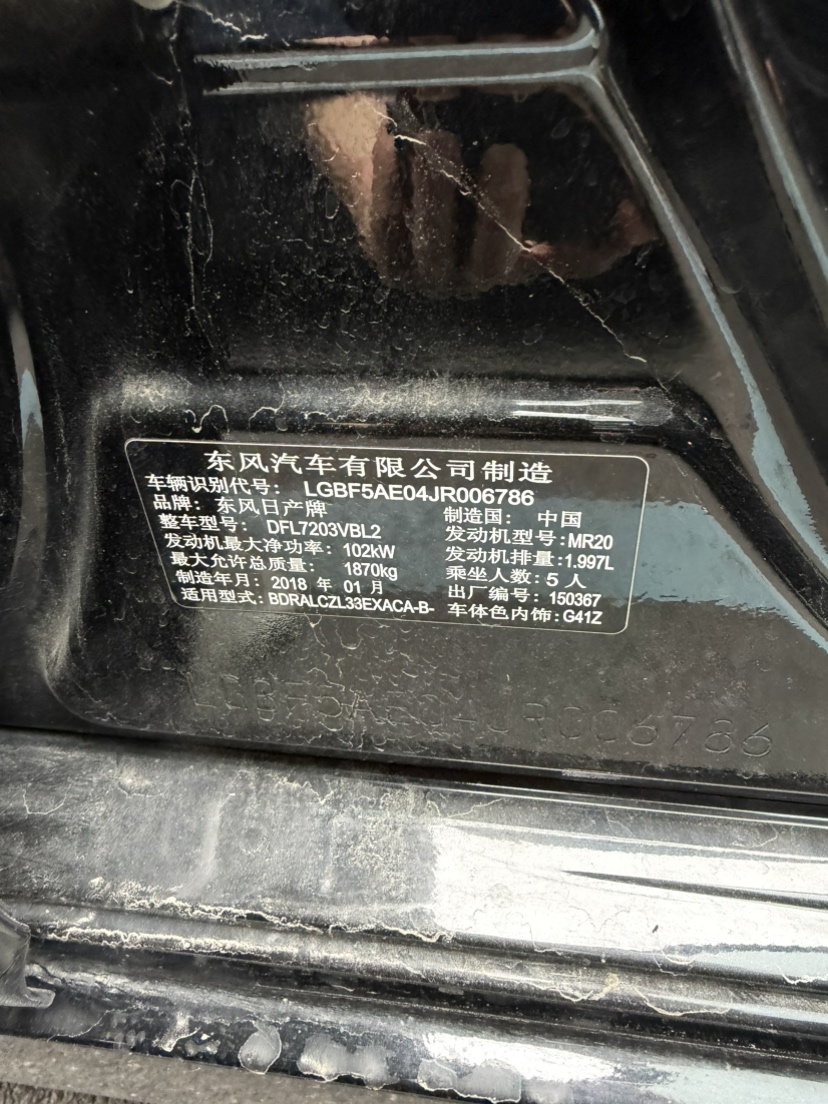 东风汽车有限公司制造
车辆识别代号: LGBF5AE04JR006786
品牌: 东风日产牌 制造国: 中国
整车型号: DFL7203VBL2 发动机型号:MR20
发动机最大净功率: 102kW 发动机排量:1.997L
最大允许总质量: 1870kg 乘坐人数:5 人
制造年月: 2018 年 01 月 出厂编号: 150367
适用型式:BDRALCZL33EXACA-B- 车体色内饰:G41Z
LGBF5AE04JR006786